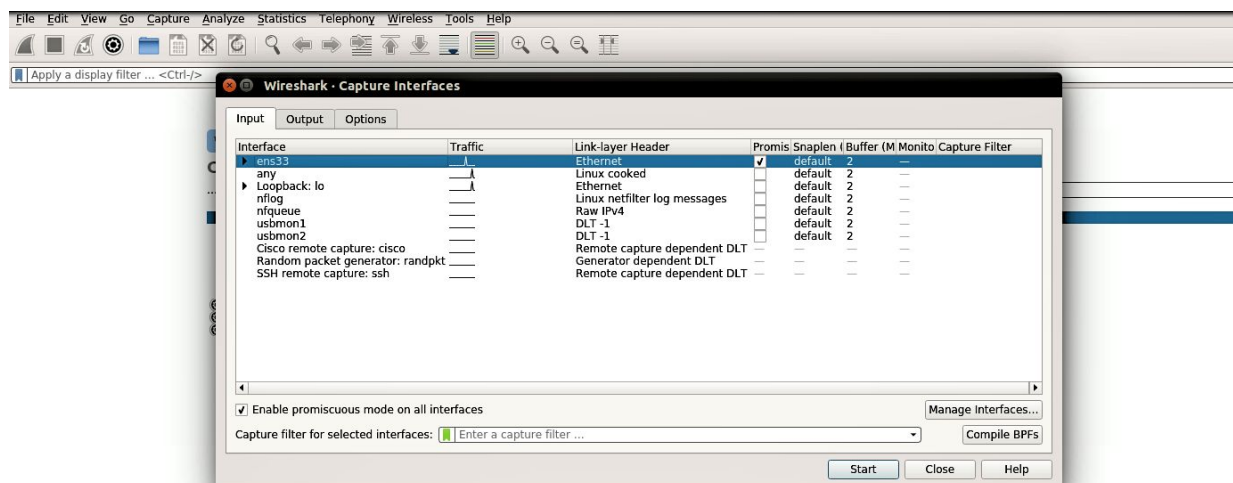 File Edit View Go Capture Analyze Statistics Telephony Wireless Tools Help
Apply a display filter ... <Ctrl-/>
Wireshark · Capture Interfaces
Input Output Options
Interface Traffic Link-layer Header Promis Snaplen ( Buffer (M Monito Capture Filter
ens33 Ethernet default 2 —
any Linux cooked default 2 —
Loopback: lo Ethernet default 2 —
nflog Linux netfilter log messages default 2 —
nfqueue Raw IPv4 default 2 —
usbmon1 DLT -1 default 2 —
usbmon2 DLT -1 default 2 —
Cisco remote capture: cisco Remote capture dependent DLT — — — —
Random packet generator: randpkt Generator dependent DLT — — — —
SSH remote capture: ssh Remote capture dependent DLT — — — —
Enable promiscuous mode on all interfaces
Manage Interfaces...
Capture filter for selected interfaces: Enter a capture filter ... Compile BPFs
Start Close Help